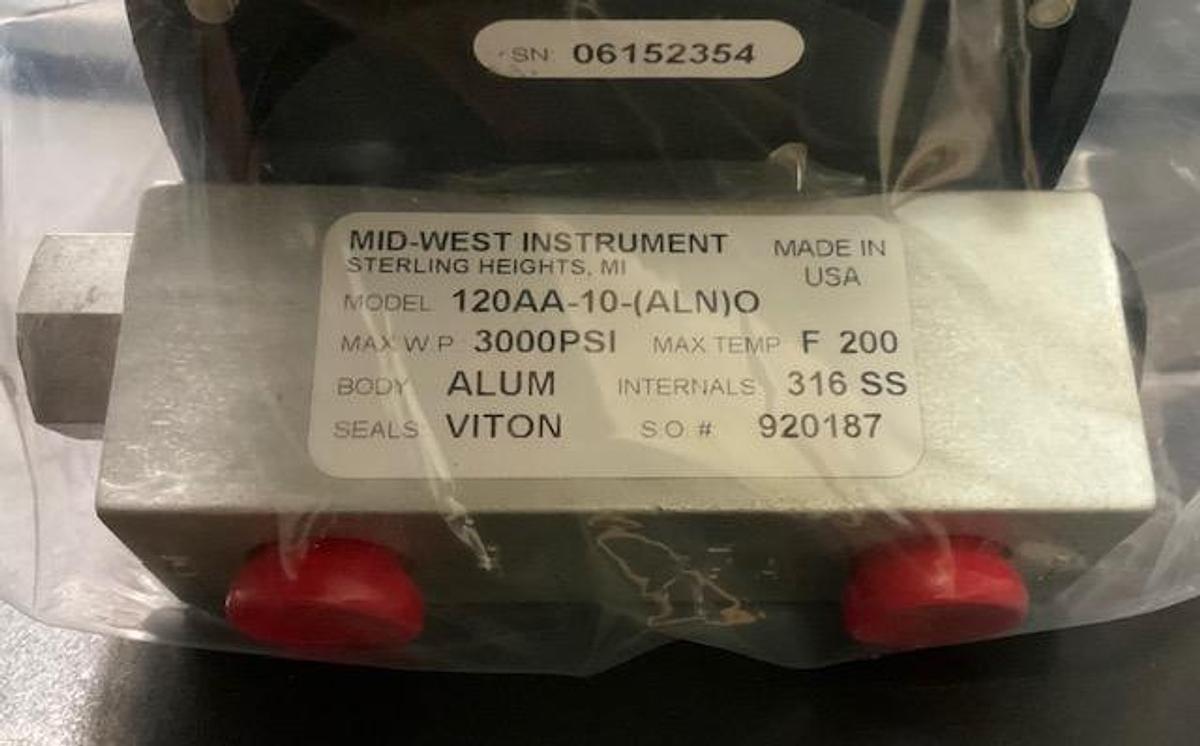 SN: 06152354
MID-WEST INSTRUMENT
STERLING HEIGHTS, MI
MADE IN
USA
MODEL 120AA-10-(ALN)O
MAX W P 3000PSI MAX TEMP F 200
BODY ALUM INTERNALS 316 SS
SEALS VITON S.O. # 920187